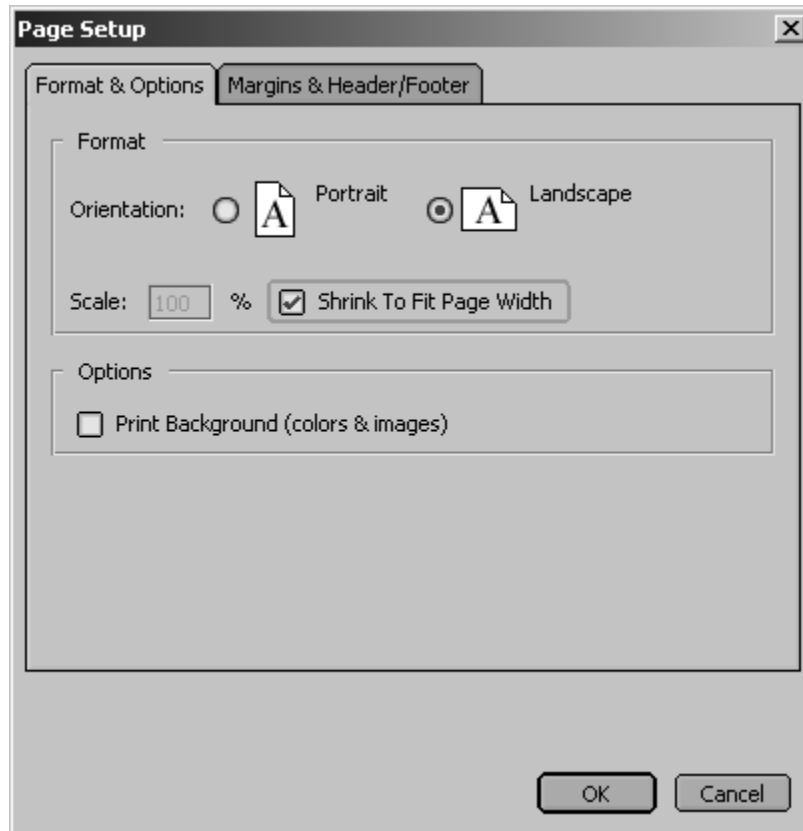 Page Setup
Format & Options
Margins & Header/Footer
Format
Orientation: A Portrait A Landscape
Scale: 100 % Shrink To Fit Page Width
Options
Print Background (colors & images)
OK Cancel